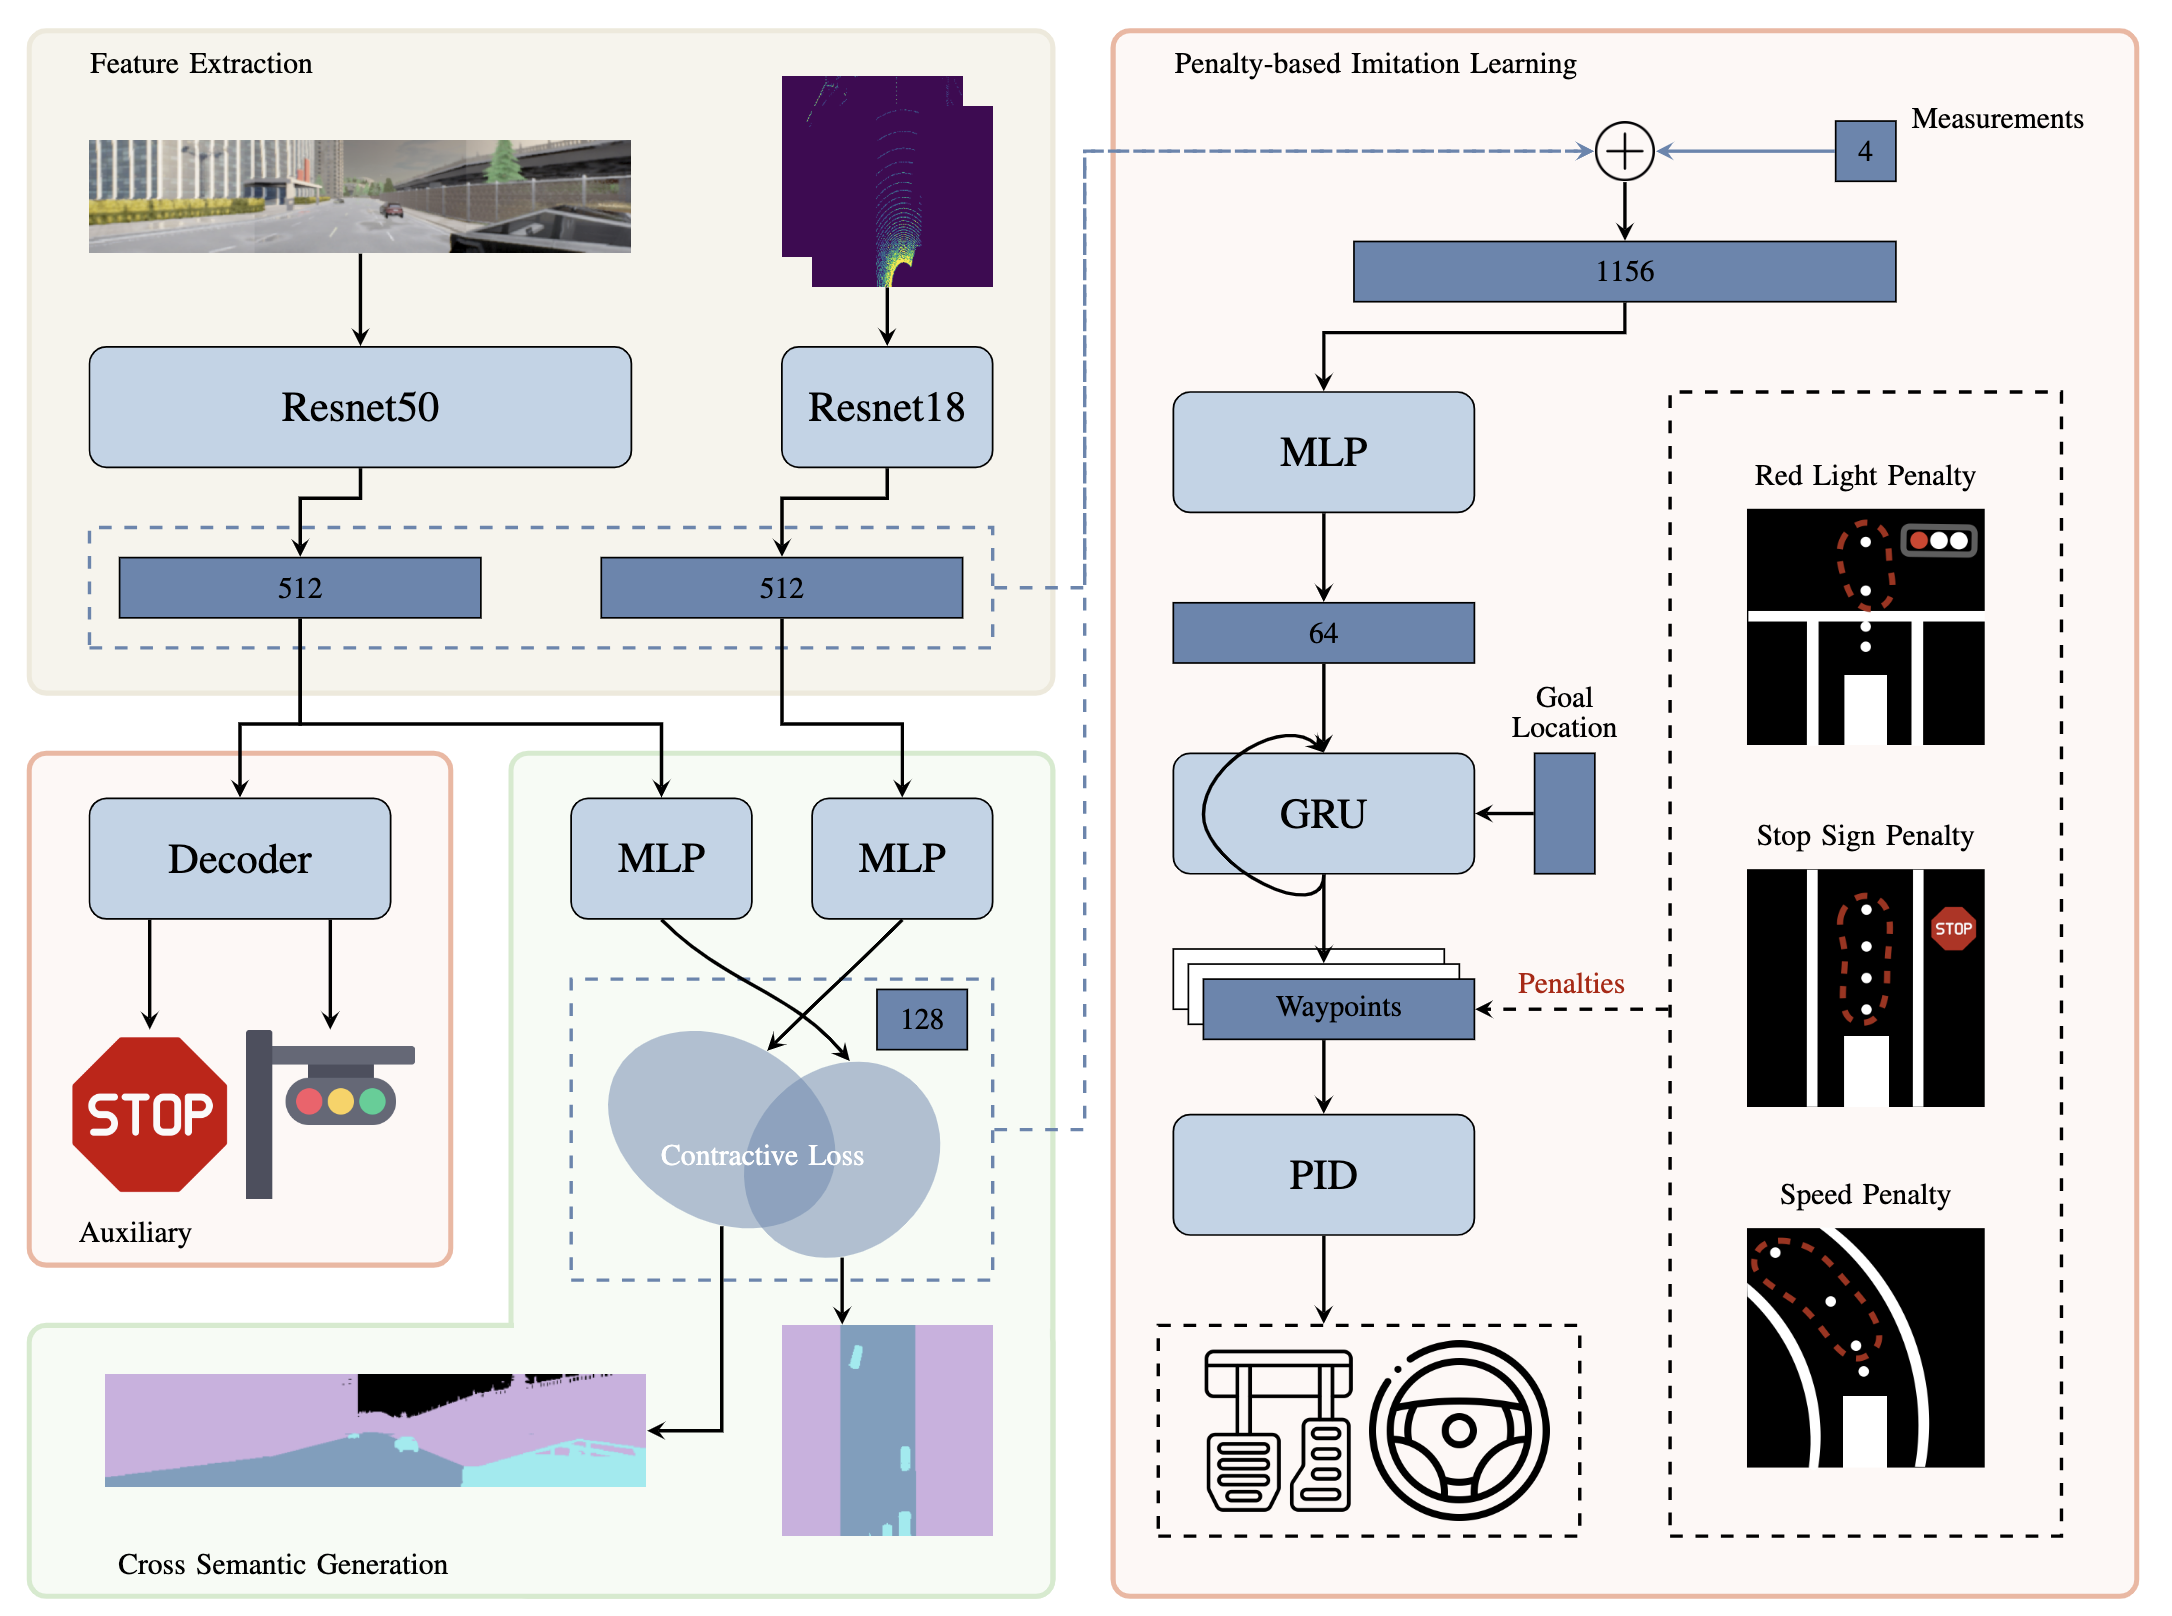 Feature Extraction
Resnet50
Resnet18
512
512
Decoder
MLP
MLP
128
STOP
Contractive Loss
Auxiliary
Cross Semantic Generation
Penalty-based Imitation Learning
Measurements
4
1156
MLP
64
Goal
Location
GRU
Waypoints
Penalties
PID
Red Light Penalty
Stop Sign Penalty
STOP
Speed Penalty